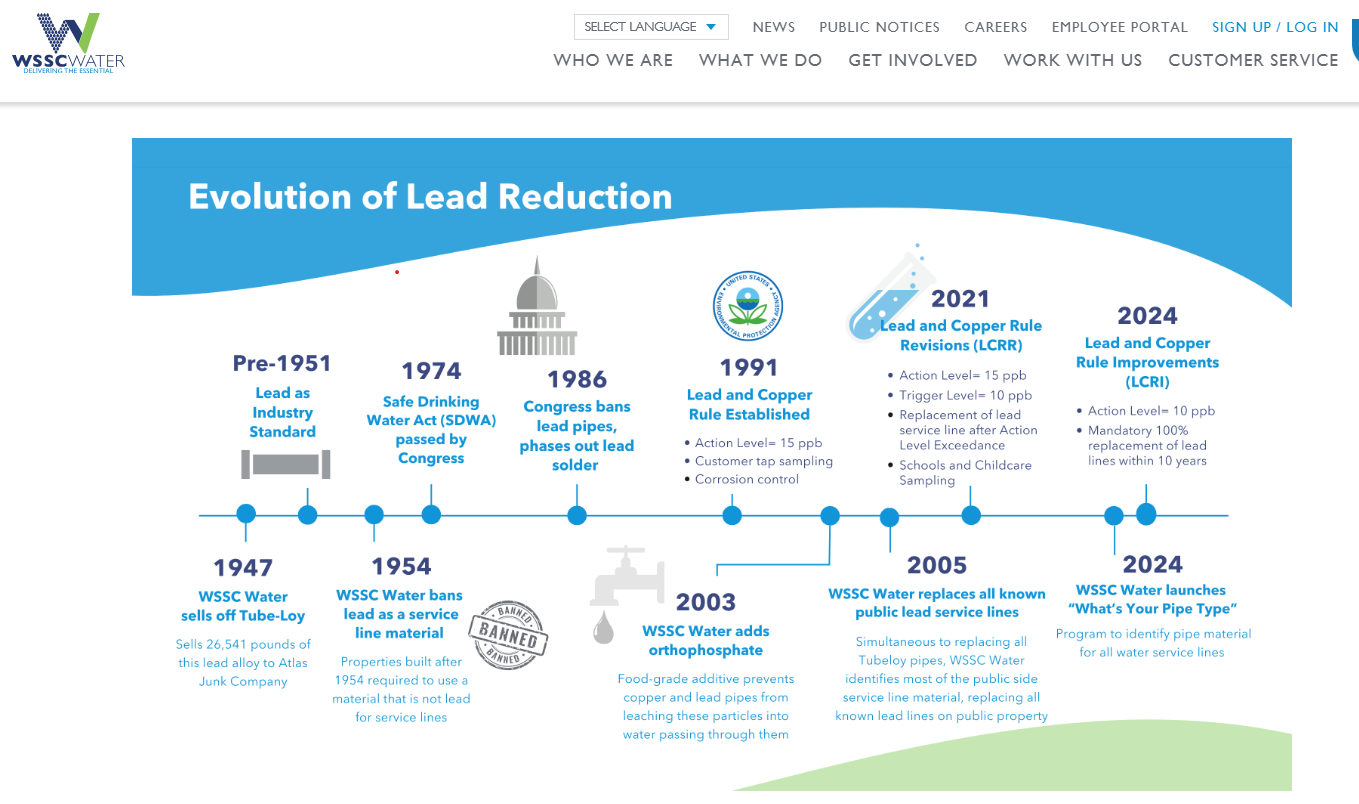 WSSCWATER
DELIVERING THE ESSENTIAL
SELECT LANGUAGE
NEWS
PUBLIC NOTICES
CAREERS
EMPLOYEE PORTAL
SIGN UP / LOG IN
WHO WE ARE
WHAT WE DO
GET INVOLVED
WORK WITH US
CUSTOMER SERVICE
Evolution of Lead Reduction
Pre-1951
Lead as
Industry
Standard
1974
Safe Drinking
Water Act (SDWA)
passed by
Congress
1986
Congress bans
lead pipes,
phases out lead
solder
UNITED STATES
ENVIRONMENTAL PROTECTION AGENCY
1991
Lead and Copper
Rule Established
• Action Level= 15 ppb
• Customer tap sampling
• Corrosion control
2021
Lead and Copper Rule
Revisions (LCRR)
• Action Level= 15 ppb
• Trigger Level= 10 ppb
• Replacement of lead
service line after Action
Level Exceedance
• Schools and Childcare
Sampling
2024
Lead and Copper
Rule Improvements
(LCRI)
• Action Level= 10 ppb
• Mandatory 100%
replacement of lead
lines within 10 years
1947
WSSC Water
sells off Tube-Loy
Sells 26,541 pounds of
this lead alloy to Atlas
Junk Company
1954
WSSC Water bans
lead as a service
line material
Properties built after
1954 required to use a
material that is not lead
for service lines
BANNED
BANNED
BANNED
2003
WSSC Water adds
orthophosphate
Food-grade additive prevents
copper and lead pipes from
leaching these particles into
water passing through them
2005
WSSC Water replaces all known
public lead service lines
Simultaneous to replacing all
Tubeloy pipes, WSSC Water
identifies most of the public side
service line material, replacing all
known lead lines on public property
2024
WSSC Water launches
“What’s Your Pipe Type”
Program to identify pipe material
for all water service lines